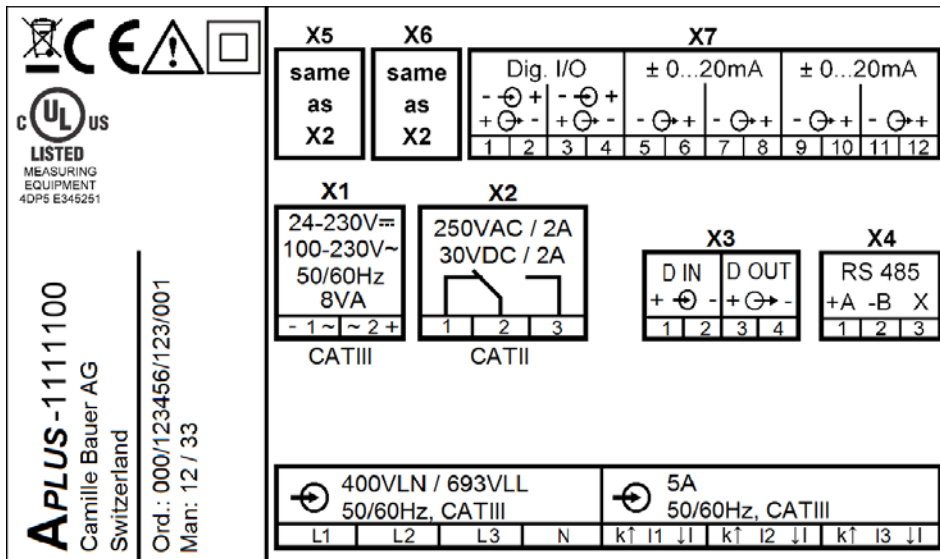 c UL US
LISTED
MEASURING
EQUIPMENT
4DP5 E345251
APLUS-1111100
Camille Bauer AG
Switzerland
Ord.: 000/123456/123/001
Man: 12 / 33
X5
same
as
X2
X6
same
as
X2
X7
Dig. I/O ± 0...20mA ± 0...20mA
- + - +
+ - + - - + - + - + - +
1 2 3 4 5 6 7 8 9 10 11 12
X1
24-230V⎓
100-230V~
50/60Hz
8VA
- 1 ~ ~ 2 +
CATIII
X2
250VAC / 2A
30VDC / 2A
1 2 3
CATII
X3
D IN D OUT
+ - + -
1 2 3 4
X4
RS 485
+A -B X
1 2 3
400VLN / 693VLL
50/60Hz, CATIII
L1 L2 L3 N
5A
50/60Hz, CATIII
k↑ I1 ↓l k↑ I2 ↓l k↑ I3 ↓l